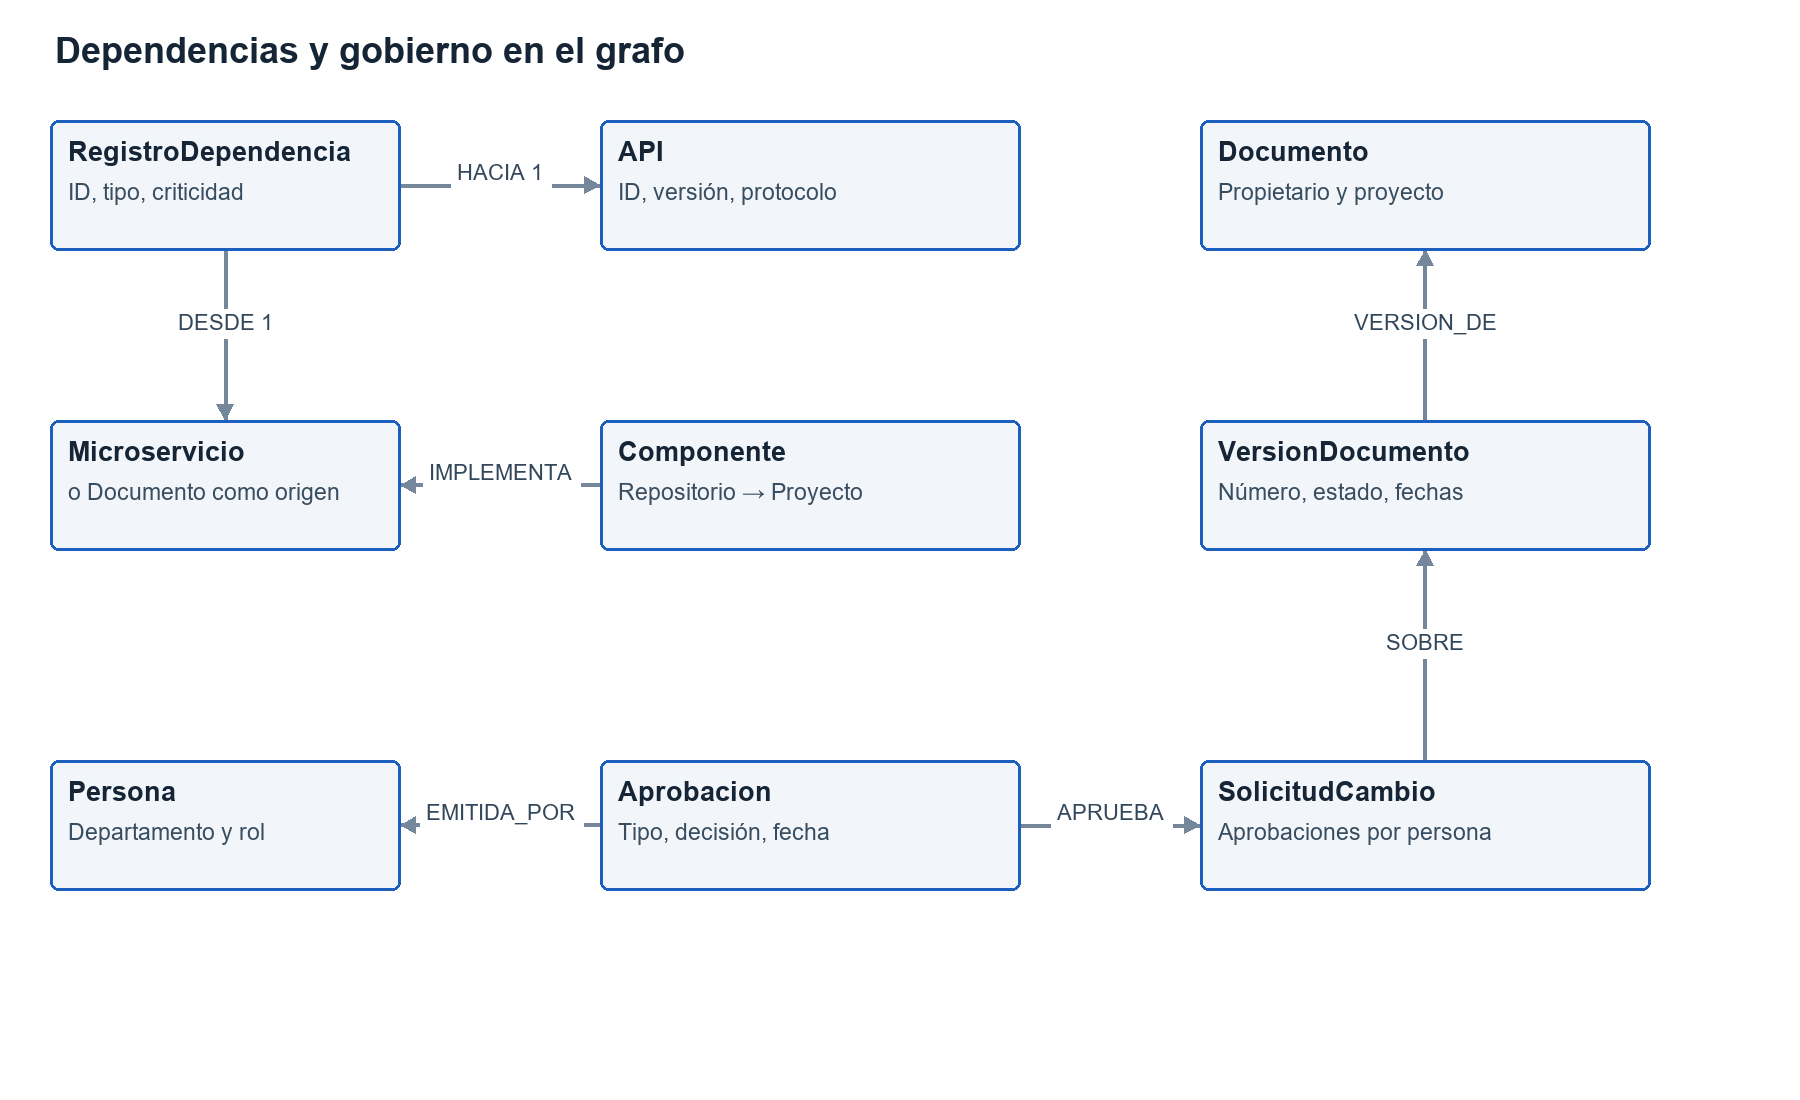 Dependencias y gobierno en el grafo
RegistroDependencia
ID, tipo, criticidad
HACIA 1
API
ID, versión, protocolo
Documento
Propietario y proyecto
DESDE 1
VERSION_DE
Microservicio
o Documento como origen
IMPLEMENTA
Componente
Repositorio → Proyecto
VersionDocumento
Número, estado, fechas
SOBRE
Persona
Departamento y rol
EMITIDA_POR
Aprobacion
Tipo, decisión, fecha
APRUEBA
SolicitudCambio
Aprobaciones por persona